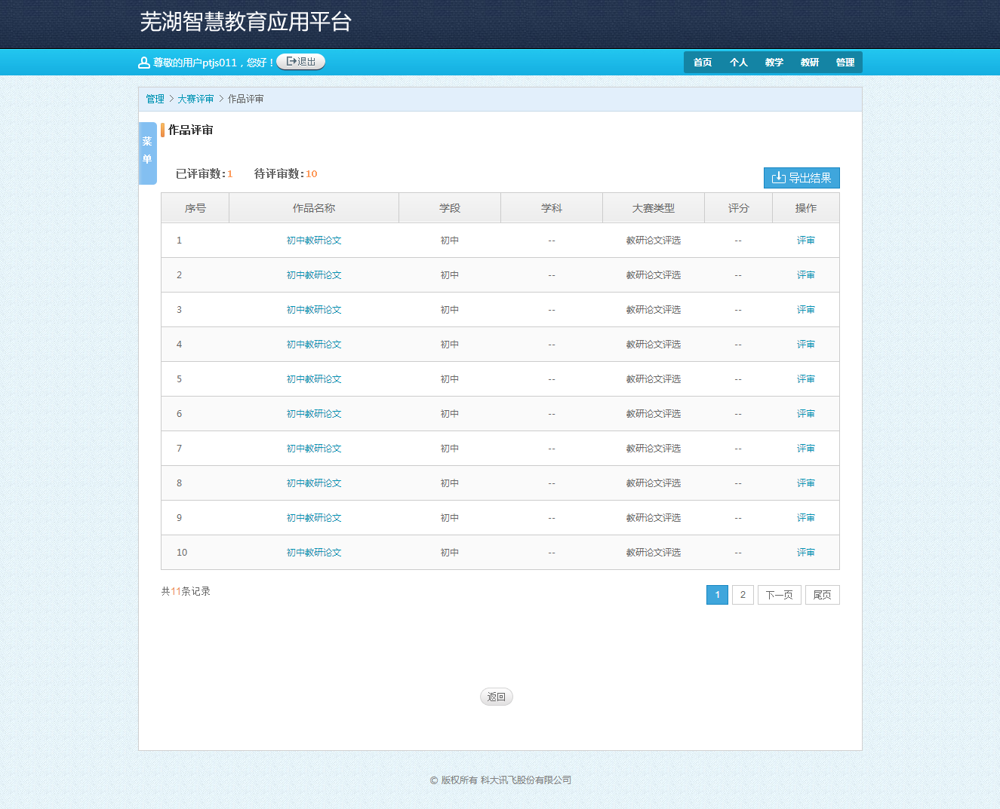 芜湖智慧教育应用平台
尊敬的用户ptjs011，您好！ 退出 首页 个人 教学 教研 管理
管理 > 大赛评审 > 作品评审
菜单
作品评审
已评审数:1 待评审数:10 导出结果
序号 作品名称 学段 学科 大赛类型 评分 操作
1 初中教研论文 初中 -- 教研论文评选 -- 评审
2 初中教研论文 初中 -- 教研论文评选 -- 评审
3 初中教研论文 初中 -- 教研论文评选 -- 评审
4 初中教研论文 初中 -- 教研论文评选 -- 评审
5 初中教研论文 初中 -- 教研论文评选 -- 评审
6 初中教研论文 初中 -- 教研论文评选 -- 评审
7 初中教研论文 初中 -- 教研论文评选 -- 评审
8 初中教研论文 初中 -- 教研论文评选 -- 评审
9 初中教研论文 初中 -- 教研论文评选 -- 评审
10 初中教研论文 初中 -- 教研论文评选 -- 评审
共11条记录 1 2 下一页 尾页
返回
© 版权所有 科大讯飞股份有限公司